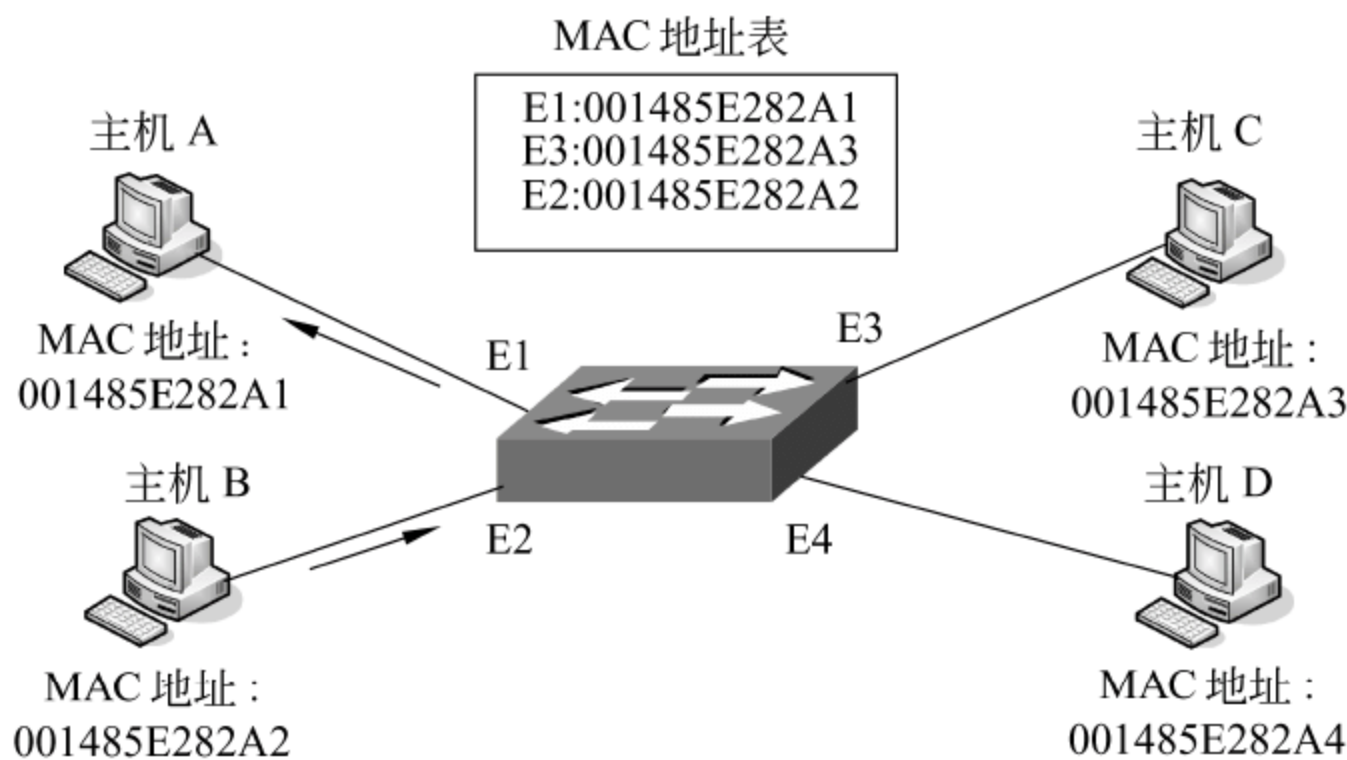 MAC 地址表
E1:001485E282A1
E3:001485E282A3
E2:001485E282A2
主机 A
MAC 地址：
001485E282A1
主机 C
MAC 地址：
001485E282A3
E1
E3
E2
E4
主机 B
MAC 地址：
001485E282A2
主机 D
MAC 地址：
001485E282A4